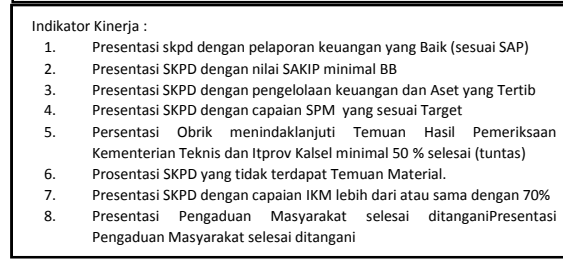 Indikator Kinerja :
1. Presentasi skpd dengan pelaporan keuangan yang Baik (sesuai SAP)
2. Presentasi SKPD dengan nilai SAKIP minimal BB
3. Presentasi SKPD dengan pengelolaan keuangan dan Aset yang Tertib
4. Presentasi SKPD dengan capaian SPM yang sesuai Target
5. Persentasi Obrik menindaklanjuti Temuan Hasil Pemeriksaan
Kementerian Teknis dan Itprov Kalsel minimal 50 % selesai (tuntas)
6. Prosentasi SKPD yang tidak terdapat Temuan Material.
7. Presentasi SKPD dengan capaian IKM lebih dari atau sama dengan 70%
8. Presentasi Pengaduan Masyarakat selesai ditanganiPresentasi
Pengaduan Masyarakat selesai ditangani